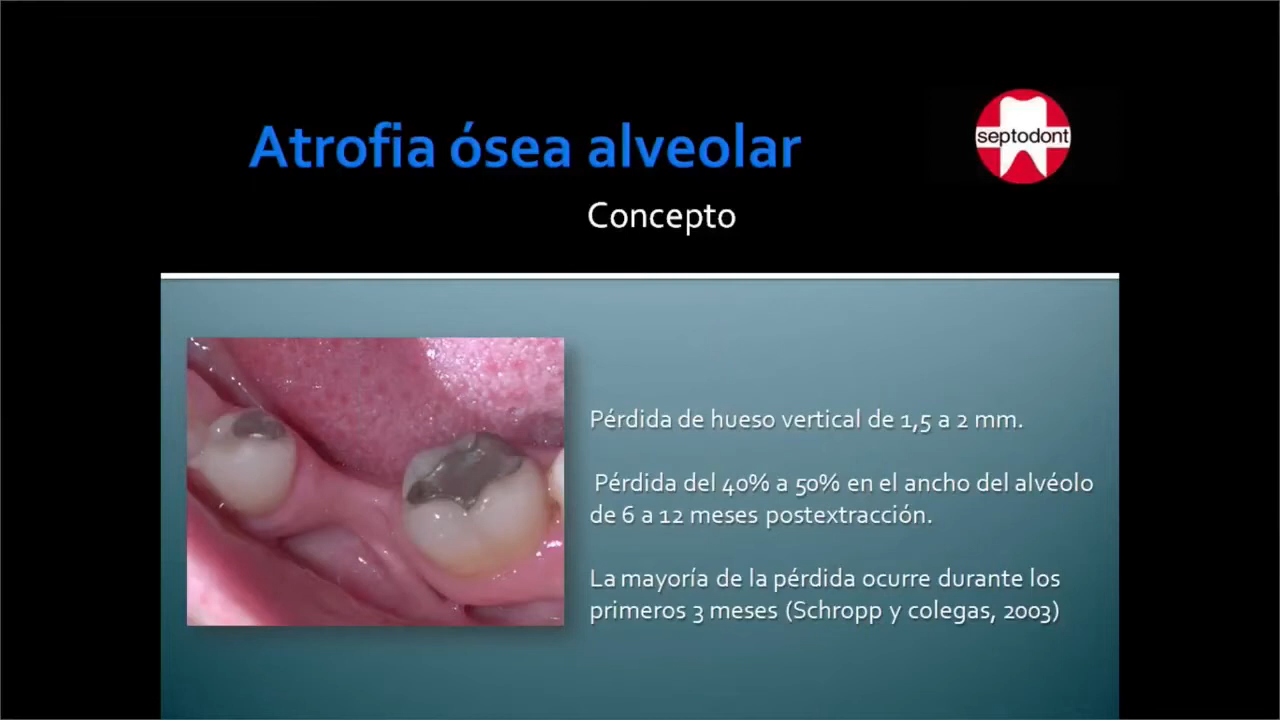 Atrofia ósea alveolar
septodont
Concepto
Pérdida de hueso vertical de 1,5 a 2 mm.
Pérdida del 40% a 50% en el ancho del alvéolo
de 6 a 12 meses postextracción.
La mayoría de la pérdida ocurre durante los
primeros 3 meses (Schropp y colegas, 2003)